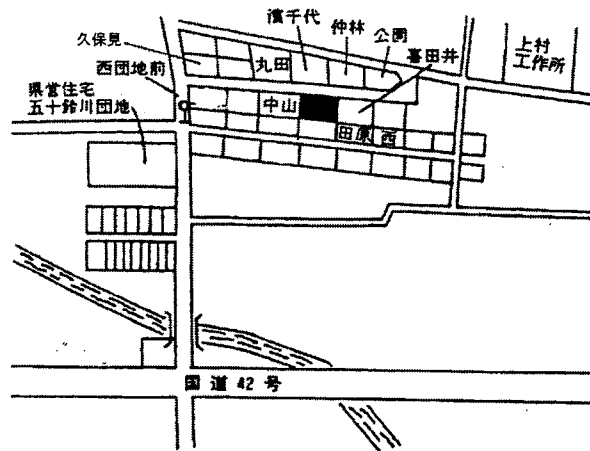 濱千代
仲林
公園
久保見
丸田
喜田井
上村
工作所
西団地前
県営住宅
五十鈴川団地
中山
田原
西
国道42号